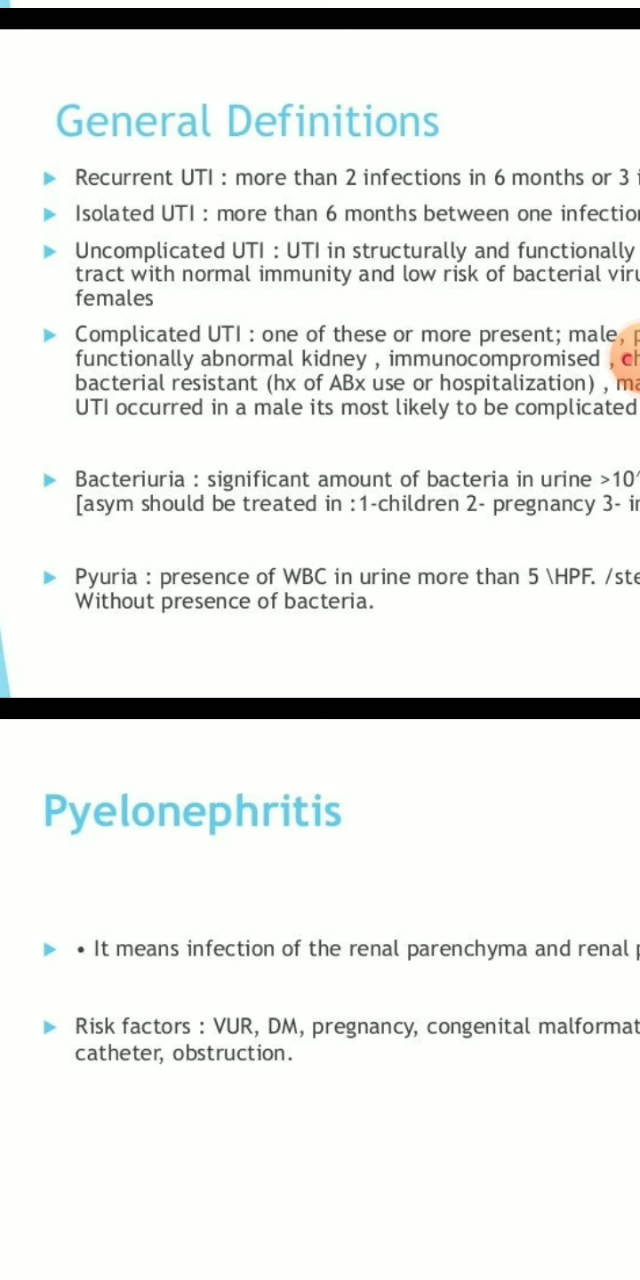 General Definitions
Recurrent UTI : more than 2 infections in 6 months or 3
Isolated UTI : more than 6 months between one
Uncomplicated UTI : UTI in structurally and functionally
tract with normal immunity and low risk of bacterial
females
Complicated UTI : one of these or more present; male,
functionally abnormal kidney , immunocompromised ,
bacterial resistant (hx of ABx use or hospitalization) ,
UTI occurred in a male its most likely to be complicated
Bacteriuria : significant amount of bacteria in urine >10^
[asym should be treated in :1-children 2- pregnancy 3-
Pyuria : presence of WBC in urine more than 5 \HPF.
Without presence of bacteria.
Pyelonephritis
• It means infection of the renal parenchyma and renal
Risk factors : VUR, DM, pregnancy, congenital
catheter, obstruction.